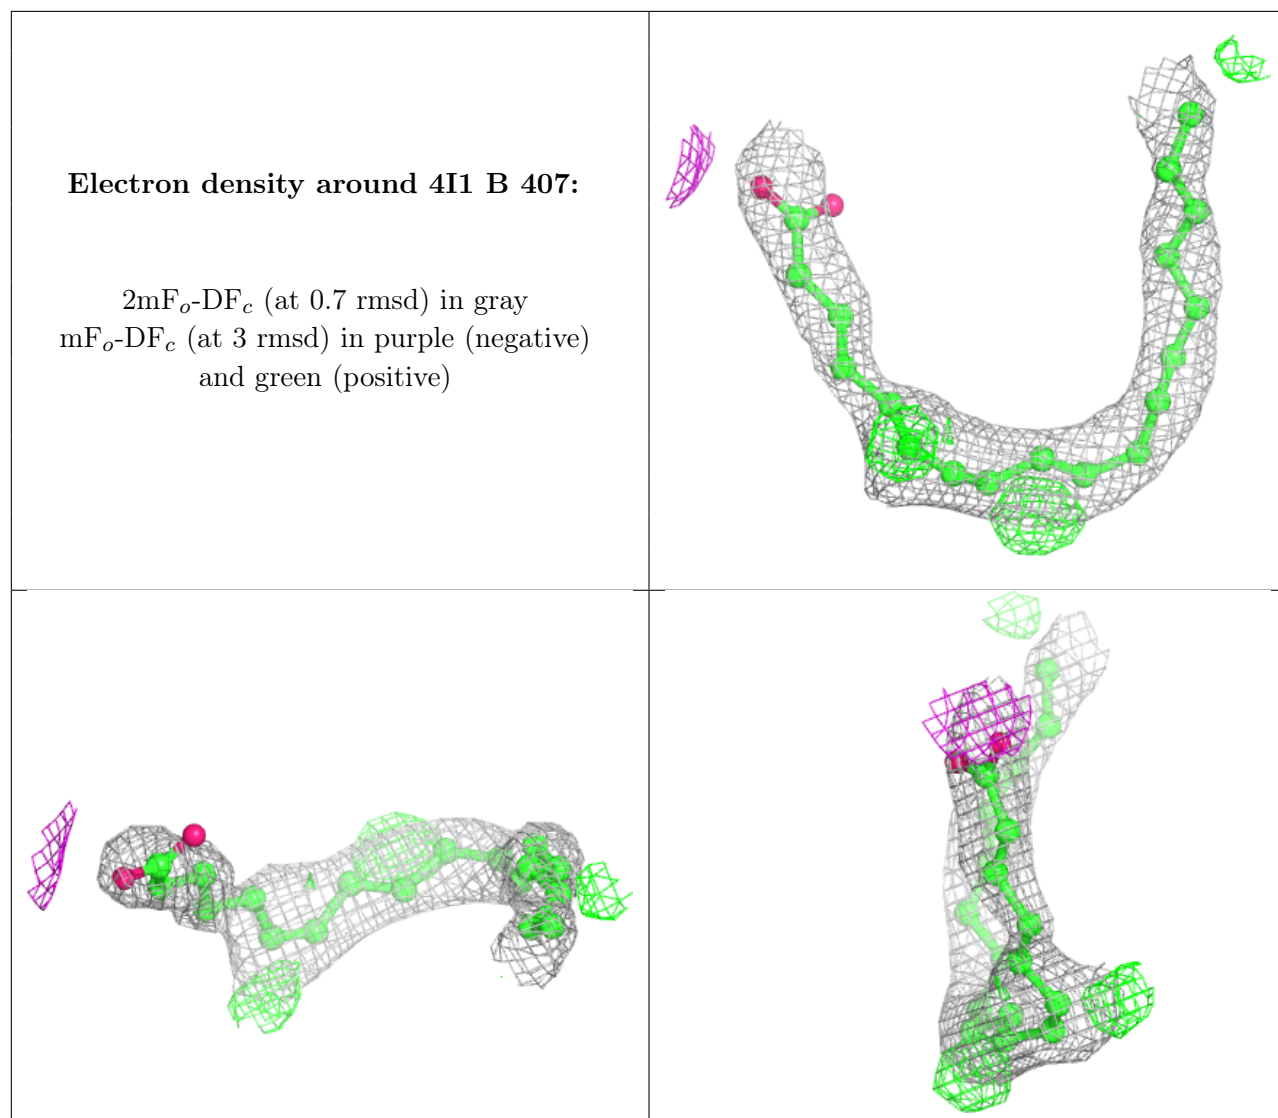 Electron density around 4I1 B 407:
2mFo-DFc (at 0.7 rmsd) in gray
mFo-DFc (at 3 rmsd) in purple (negative)
and green (positive)